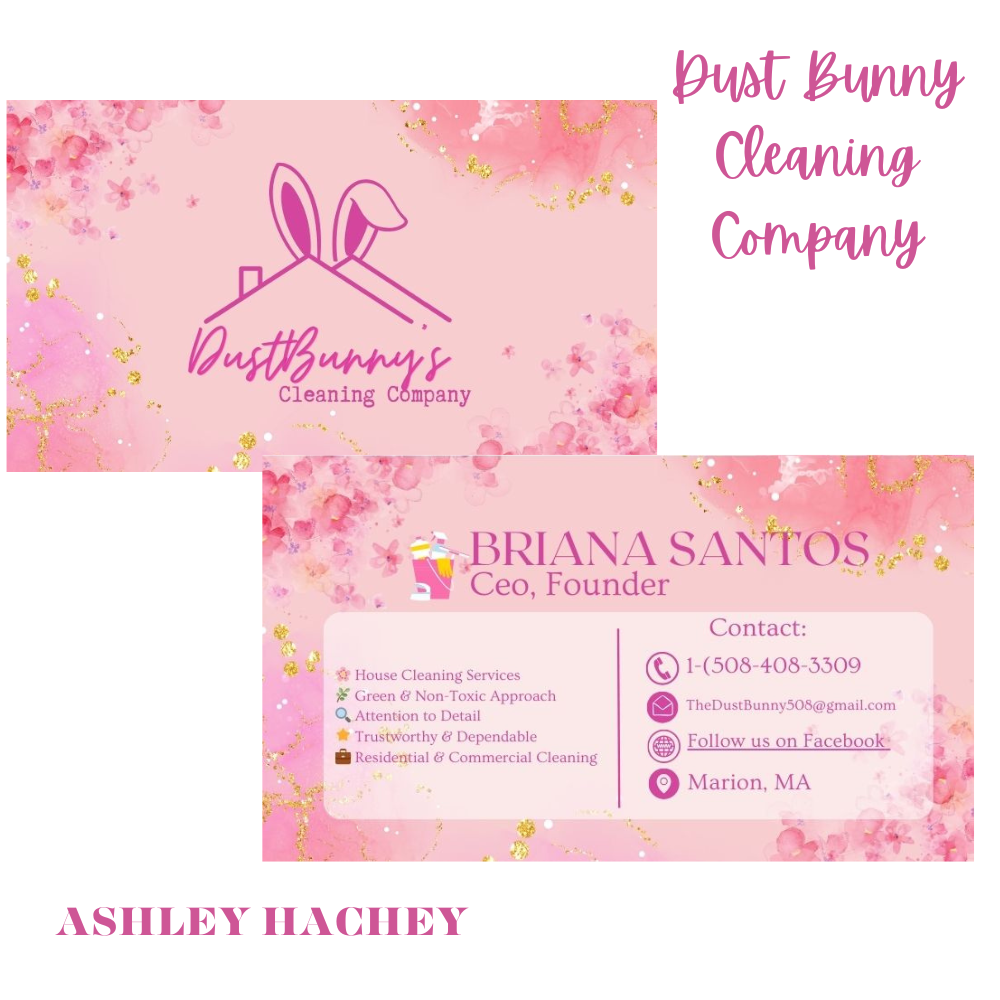 Dust Bunny
Cleaning
Company
DustBunny's
Cleaning Company
BRIANA SANTOS
Ceo, Founder
House Cleaning Services
Green & Non-Toxic Approach
Attention to Detail
Trustworthy & Dependable
Residential & Commercial Cleaning
Contact:
1-(508-408-3309
TheDustBunny508@gmail.com
Follow us on Facebook
Marion, MA
ASHLEY HACHEY